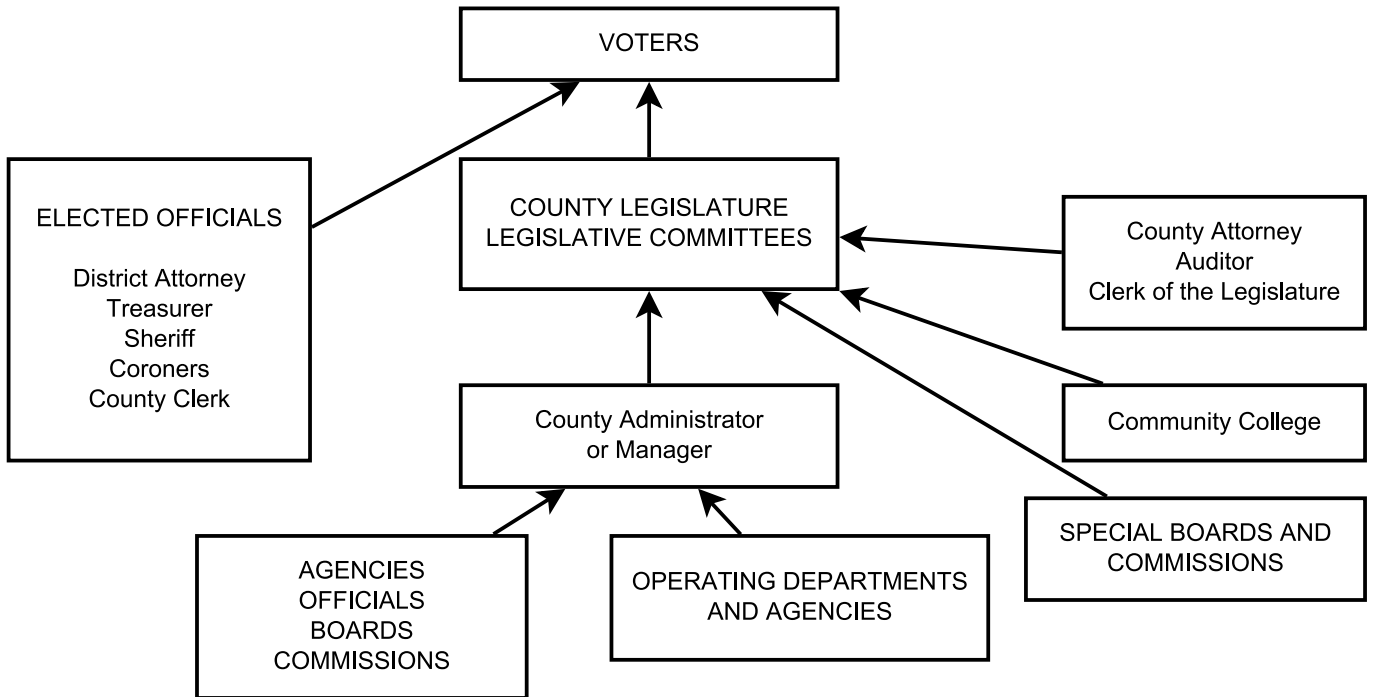 VOTERS
ELECTED OFFICIALS
District Attorney
Treasurer
Sheriff
Coroners
County Clerk
COUNTY LEGISLATURE
LEGISLATIVE COMMITTEES
County Attorney
Auditor
Clerk of the Legislature
County Administrator
or Manager
Community College
AGENCIES
OFFICIALS
BOARDS
COMMISSIONS
OPERATING DEPARTMENTS
AND AGENCIES
SPECIAL BOARDS AND
COMMISSIONS